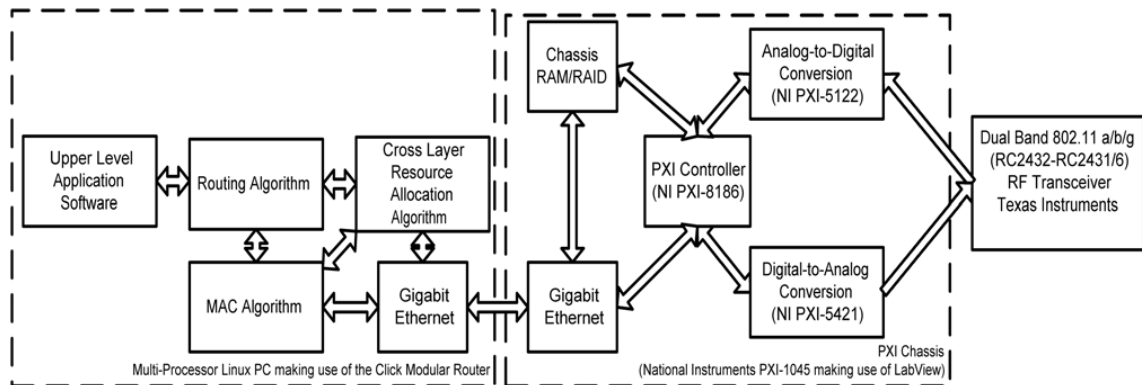 Upper Level
Application
Software
Routing Algorithm
Cross Layer
Resource
Allocation
Algorithm
MAC Algorithm
Gigabit
Ethernet
Multi-Processor Linux PC making use of the Click Modular Router
Chassis
RAM/RAID
Gigabit
Ethernet
PXI Controller
(NI PXI-8186)
Analog-to-Digital
Conversion
(NI PXI-5122)
Digital-to-Analog
Conversion
(NI PXI-5421)
PXI Chassis
(National Instruments PXI-1045 making use of LabView)
Dual Band 802.11 a/b/g
(RC2432-RC2431/6)
RF Transceiver
Texas Instruments